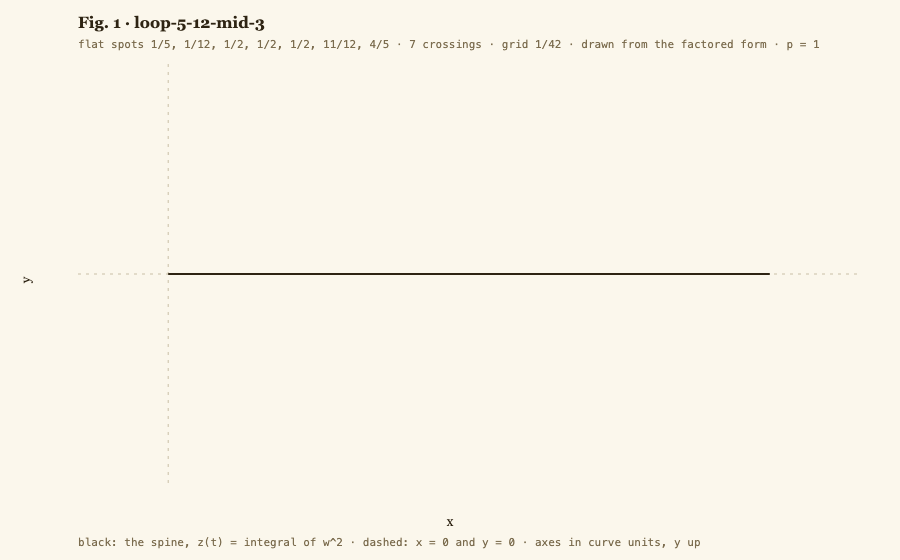 Fig. 1 · loop-5-12-mid-3
flat spots 1/5, 1/12, 1/2, 1/2, 1/2, 11/12, 4/5 · 7 crossings · grid 1/42 · drawn from the factored form · p = 1
y
x
black: the spine, z(t) = integral of w^2 · dashed: x = 0 and y = 0 · axes in curve units, y up